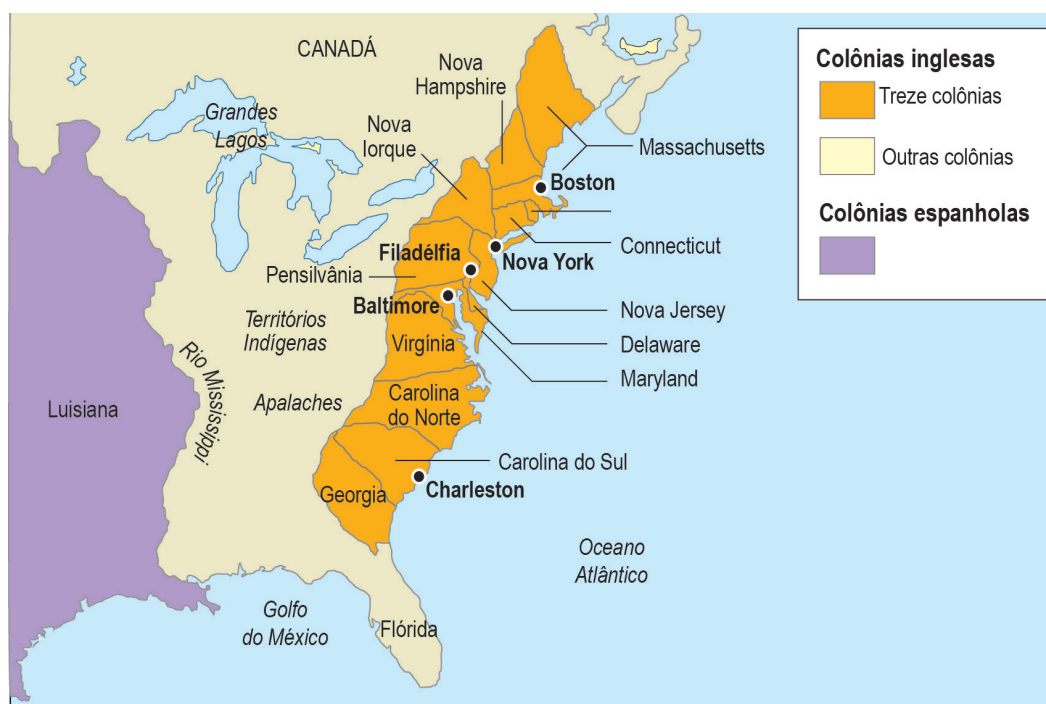 CANADÁ
Nova
Hampshire
Grandes
Lagos
Nova
Iorque
Massachusetts
Boston
Connecticut
Filadélfia
Nova York
Pensilvânia
Baltimore
Nova Jersey
Territórios
Indígenas
Virgínia
Delaware
Maryland
Rio Mississippi
Luisiana
Apalaches
Carolina
do Norte
Carolina do Sul
Georgia
Charleston
Oceano
Atlântico
Golfo
do México
Flórida
Colônias inglesas
Treze colônias
Outras colônias
Colônias espanholas